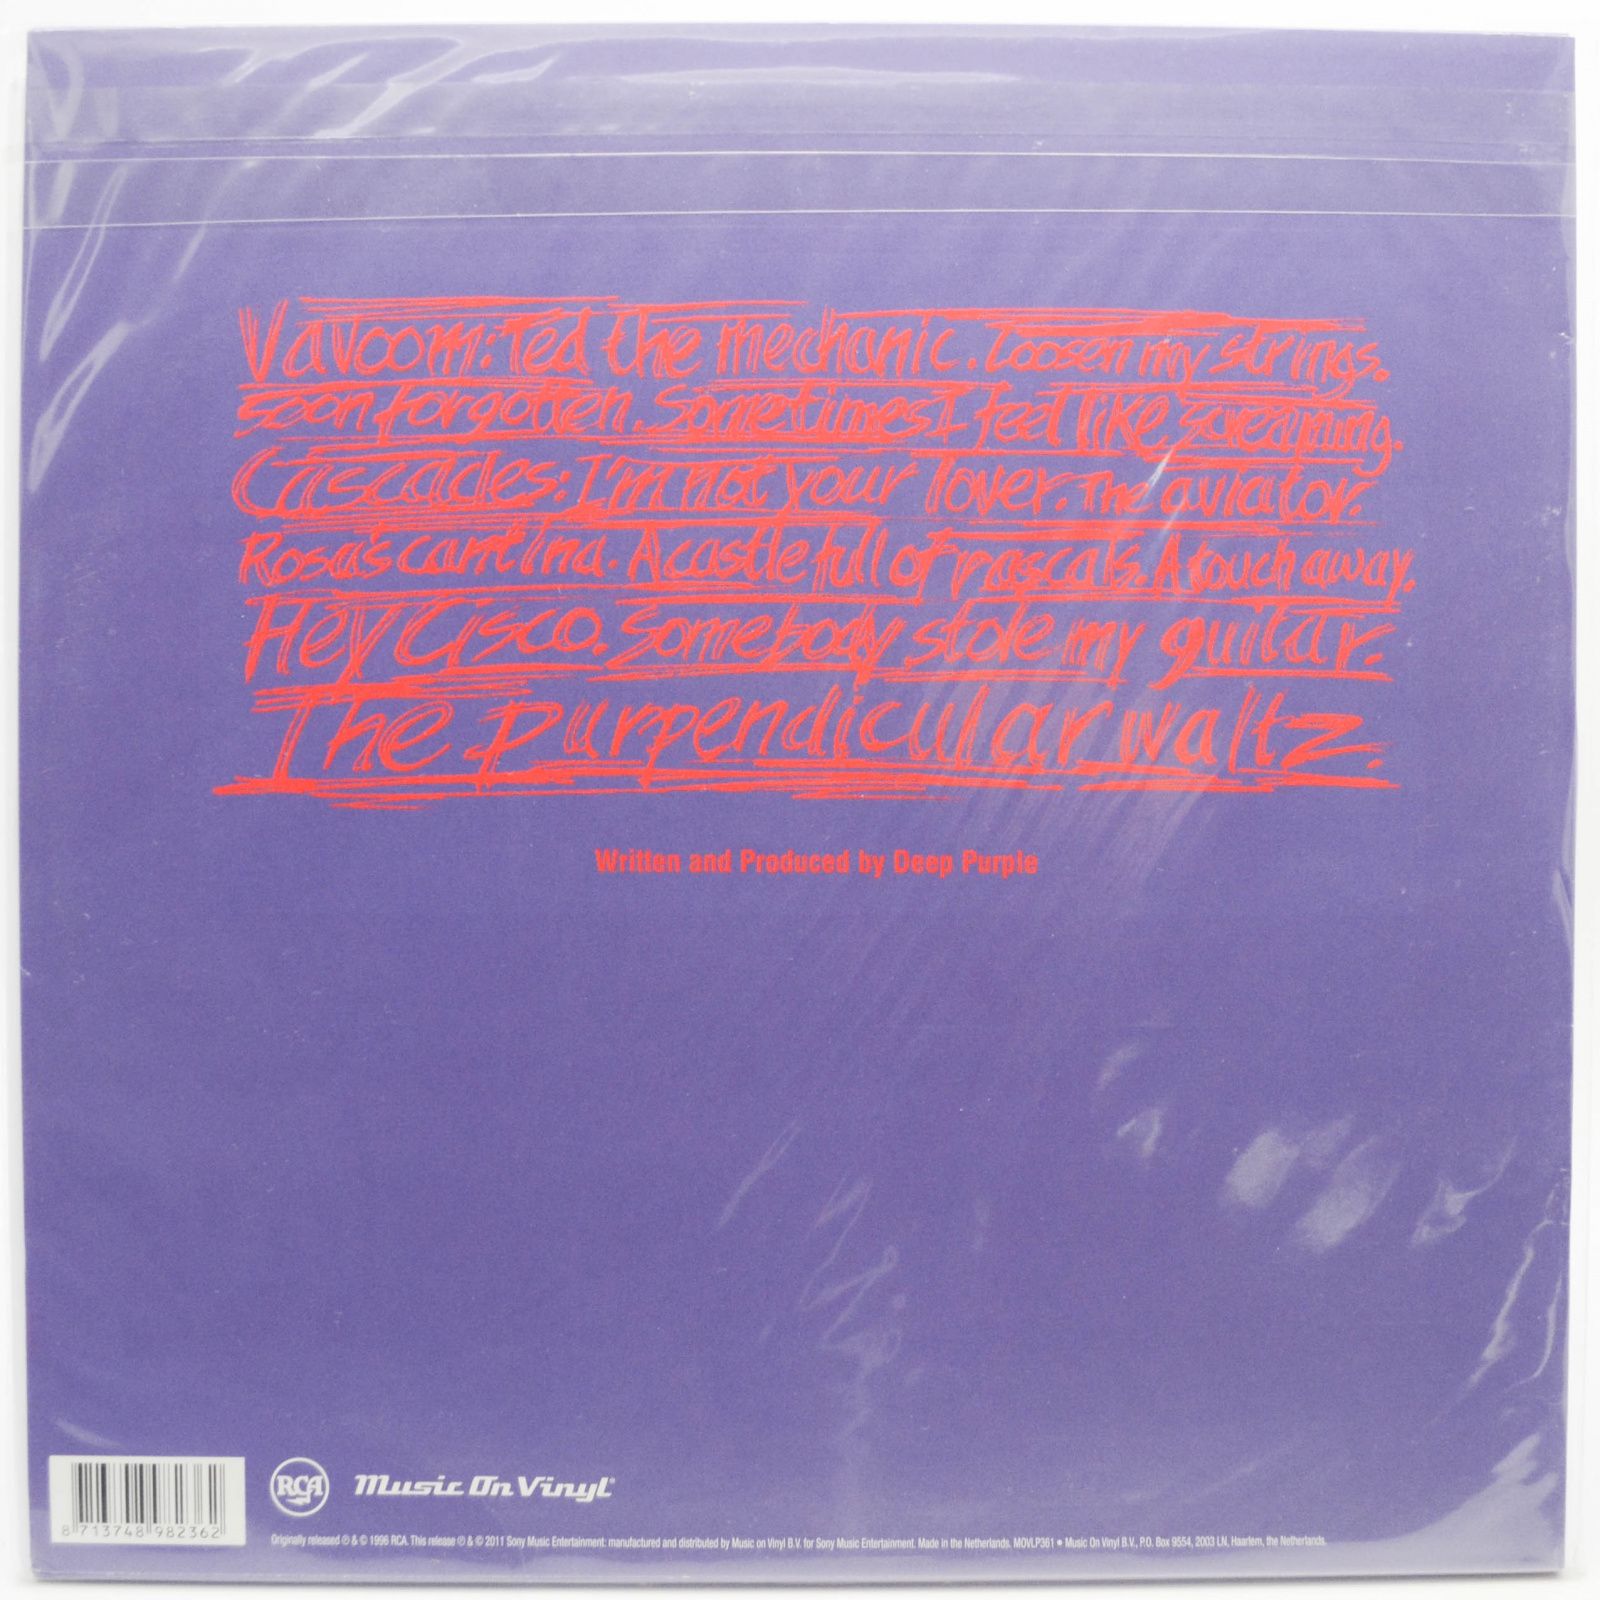 Vavoom: Ted the mechanic. Loosen my strings.
Soon forgotten. Sometimes I feel like screaming.
Cascades: I'm not your lover. The aviator.
Rosa's cantina. A castle full of rascals. A touch away.
Hey Cisco. Somebody stole my guitar.
The purpendicular waltz.
Written and Produced by Deep Purple
8 713748 982362
RCA
Music On Vinyl®
Originally released ℗ & © 1996 RCA. This release ℗ & © 2011 Sony Music Entertainment: manufactured and distributed by Music on Vinyl B.V. for Sony Music Entertainment. Made in the Netherlands. MOVLP361 ● Music On Vinyl B.V., P.O. Box 9554, 2003 LN, Haarlem, the Netherlands.